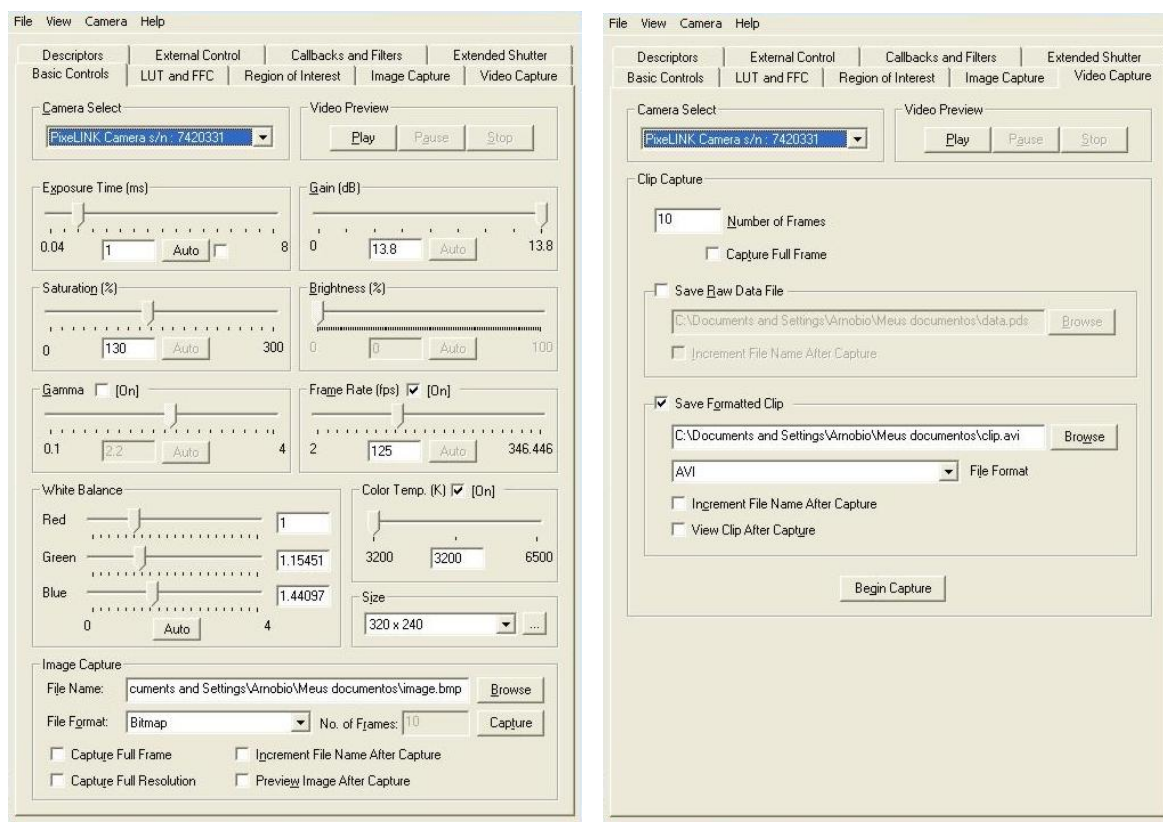 File View Camera Help
Descriptors External Control Callbacks and Filters Extended Shutter
Basic Controls LUT and FFC Region of Interest Image Capture Video Capture
Camera Select Video Preview
PixeLINK Camera s/n : 7420331 Play Pause Stop
Exposure Time (ms) Gain (dB)
0.04 1 Auto 8 0 13.8 Auto 13.8
Saturation (%) Brightness (%)
0 130 Auto 300 0 0 Auto 100
Gamma [On] Frame Rate (fps) [On]
0.1 2.2 Auto 4 2 125 Auto 346.446
White Balance Color Temp. (K) [On]
Red 1
Green 1.15451 3200 3200 6500
Blue 1.44097 Size
0 Auto 4 320 x 240 ...
Image Capture
File Name: cuments and Settings\Arnobio\Meus documentos\image.bmp Browse
File Format: Bitmap No. of Frames: 10 Capture
Capture Full Frame Increment File Name After Capture
Capture Full Resolution Preview Image After Capture
File View Camera Help
Descriptors External Control Callbacks and Filters Extended Shutter
Basic Controls LUT and FFC Region of Interest Image Capture Video Capture
Camera Select Video Preview
PixeLINK Camera s/n : 7420331 Play Pause Stop
Clip Capture
10 Number of Frames
Capture Full Frame
Save Raw Data File
C:\Documents and Settings\Arnobio\Meus documentos\data.pds Browse
Increment File Name After Capture
Save Formatted Clip
C:\Documents and Settings\Arnobio\Meus documentos\clip.avi Browse
AVI File Format
Increment File Name After Capture
View Clip After Capture
Begin Capture